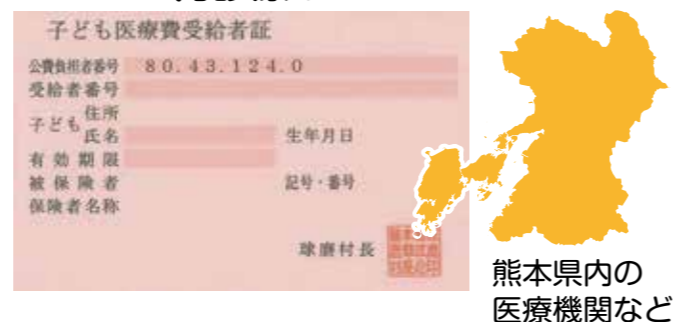 子ども医療費受給者証
公費負担者番号 80.43.124.0
受給者番号
子ども 住所
氏名 生年月日
有効期限
被保険者 記号・番号
保険者名称
球磨村長
熊本県内の
医療機関など